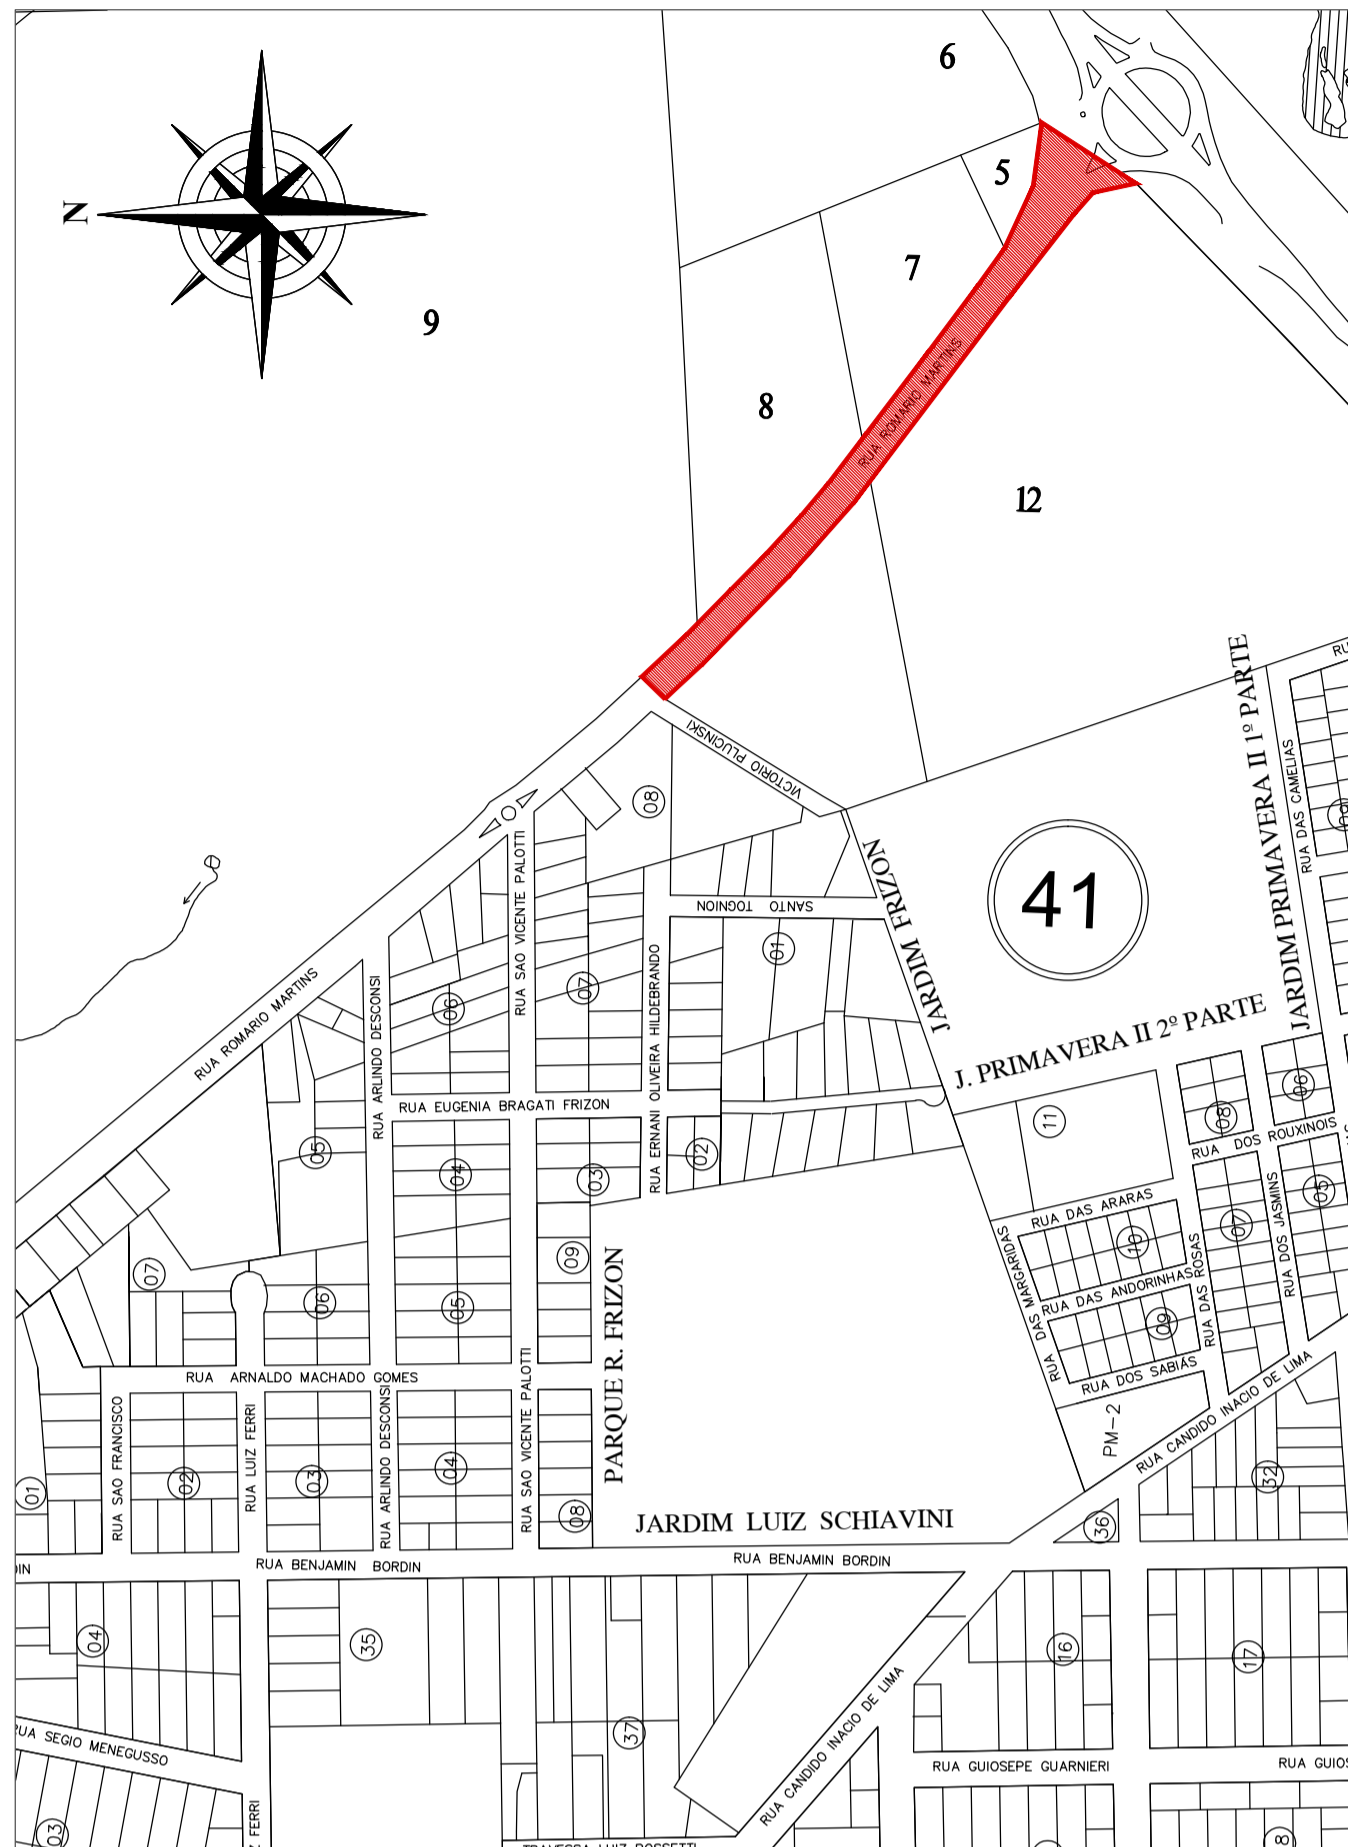 6
5
N
7
9
8
RUA ROMARIO MARTINS
12
VICTORIO PLUCINSKI
08
JARDIM PRIMAVERA II 1º PARTE
RUA DAS CAMELIAS
RUA SAO VICENTE PALOTTI
JARDIM FRIZON
41
SANTO TOGNION
01
RUA ROMARIO MARTINS
RUA ARLINDO DESCONSI
06
07
RUA ERNANI OLIVEIRA HILDEBRANDO
J. PRIMAVERA II 2º PARTE
RUA EUGENIA BRAGATI FRIZON
11
08
06
RUA DOS ROUXINOIS
05
04
03
02
05
RUA DAS ARARAS
07
10
RUA DOS JASMINS
RUA DAS MARGARIDAS
RUA DAS ROSAS
07
09
PARQUE R. FRIZON
RUA DAS ANDORINHAS
06
05
09
RUA DOS SABIÁS
RUA ARNALDO MACHADO GOMES
RUA SAO FRANCISCO
RUA LUIZ FERRI
RUA ARLINDO DESCONSI
RUA SAO VICENTE PALOTTI
PM-2
RUA CANDIDO INACIO DE LIMA
01
02
03
04
08
32
36
JARDIM LUIZ SCHIAVINI
RUA BENJAMIN BORDIN
RUA BENJAMIN BORDIN
04
35
16
17
37
RUA SEGIO MENEGUSSO
RUA CANDIDO INACIO DE LIMA
RUA GUIOSEPE GUARNIERI
RUA GUIOS
03
FERRI